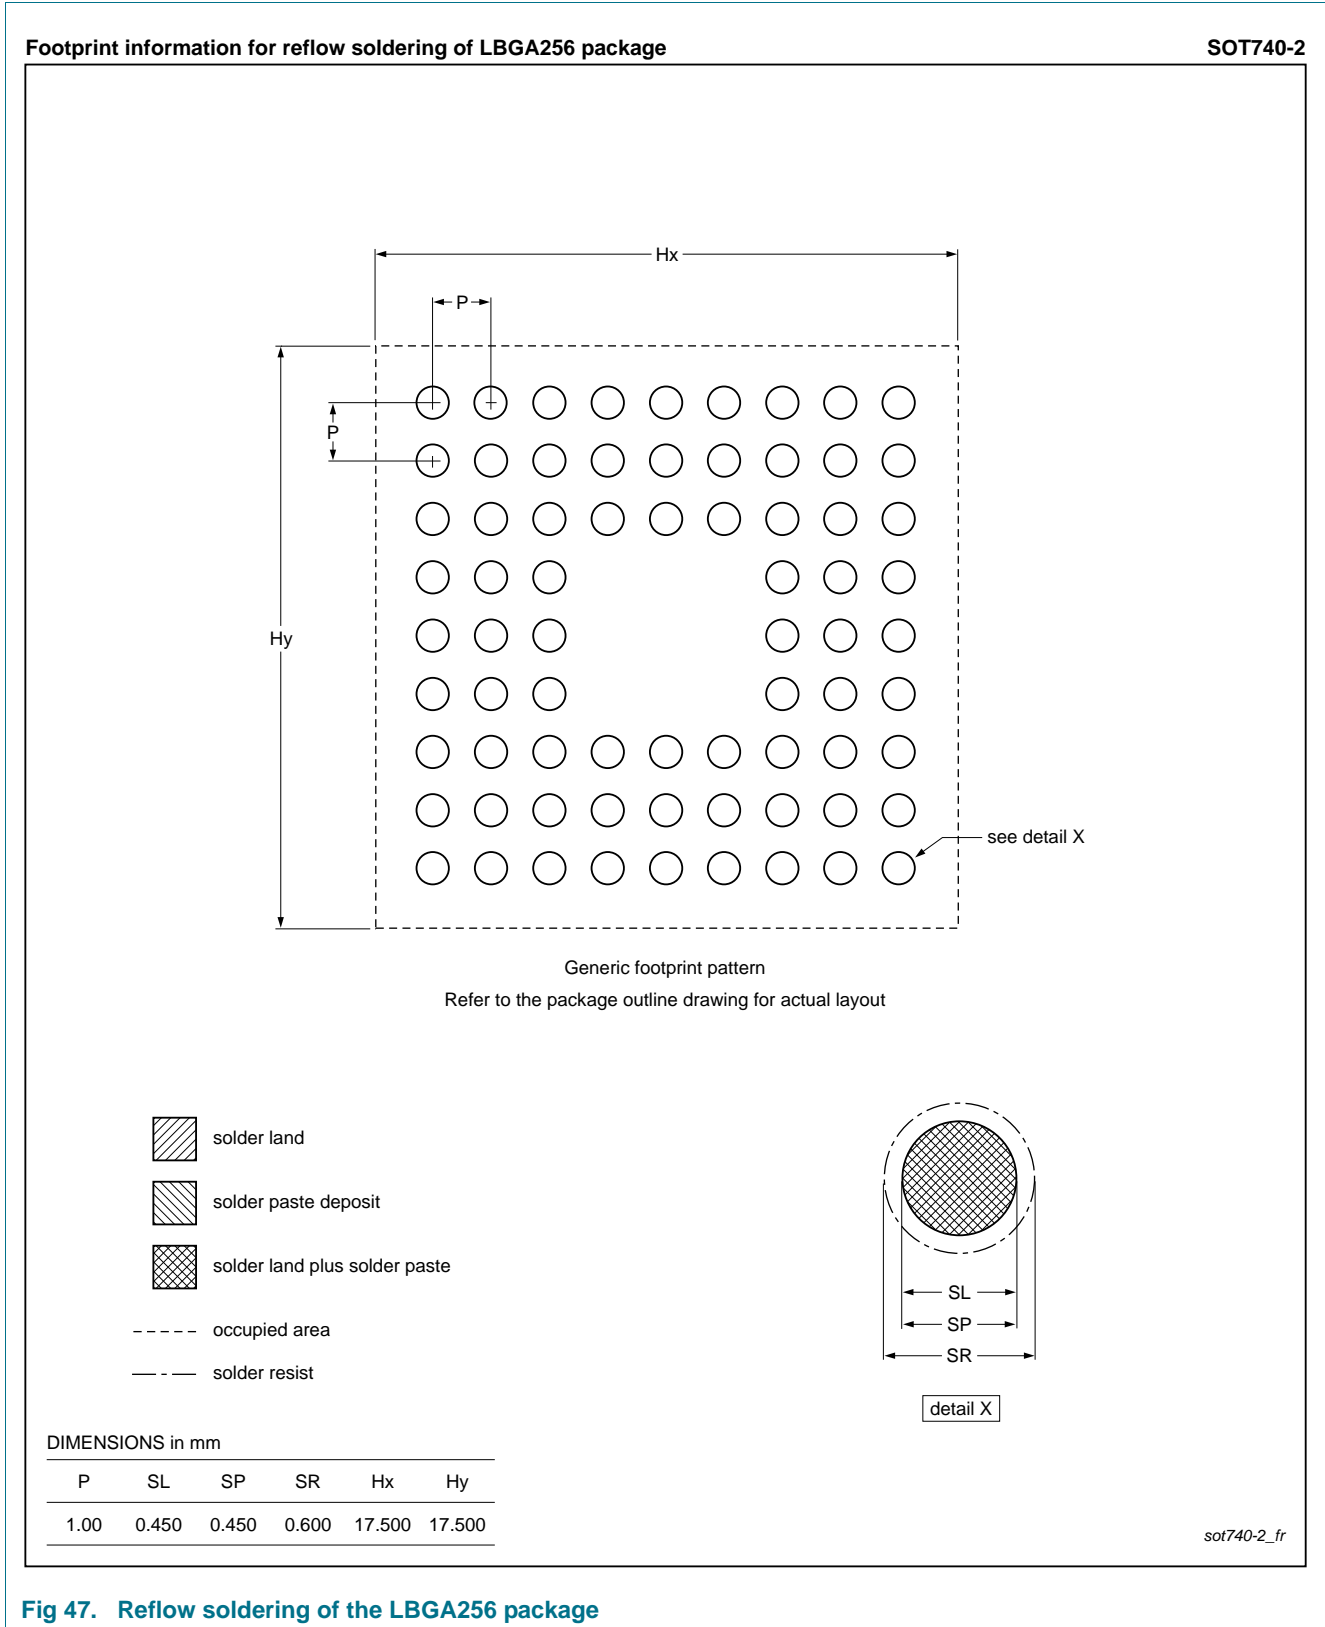 Footprint information for reflow soldering of LBGA256 package SOT740-2
Hx
P
P
Hy
see detail X
Generic footprint pattern
Refer to the package outline drawing for actual layout
solder land
solder paste deposit
solder land plus solder paste
occupied area
solder resist
SL
SP
SR
detail X
DIMENSIONS in mm
P SL SP SR Hx Hy
1.00 0.450 0.450 0.600 17.500 17.500
sot740-2_fr
Fig 47. Reflow soldering of the LBGA256 package